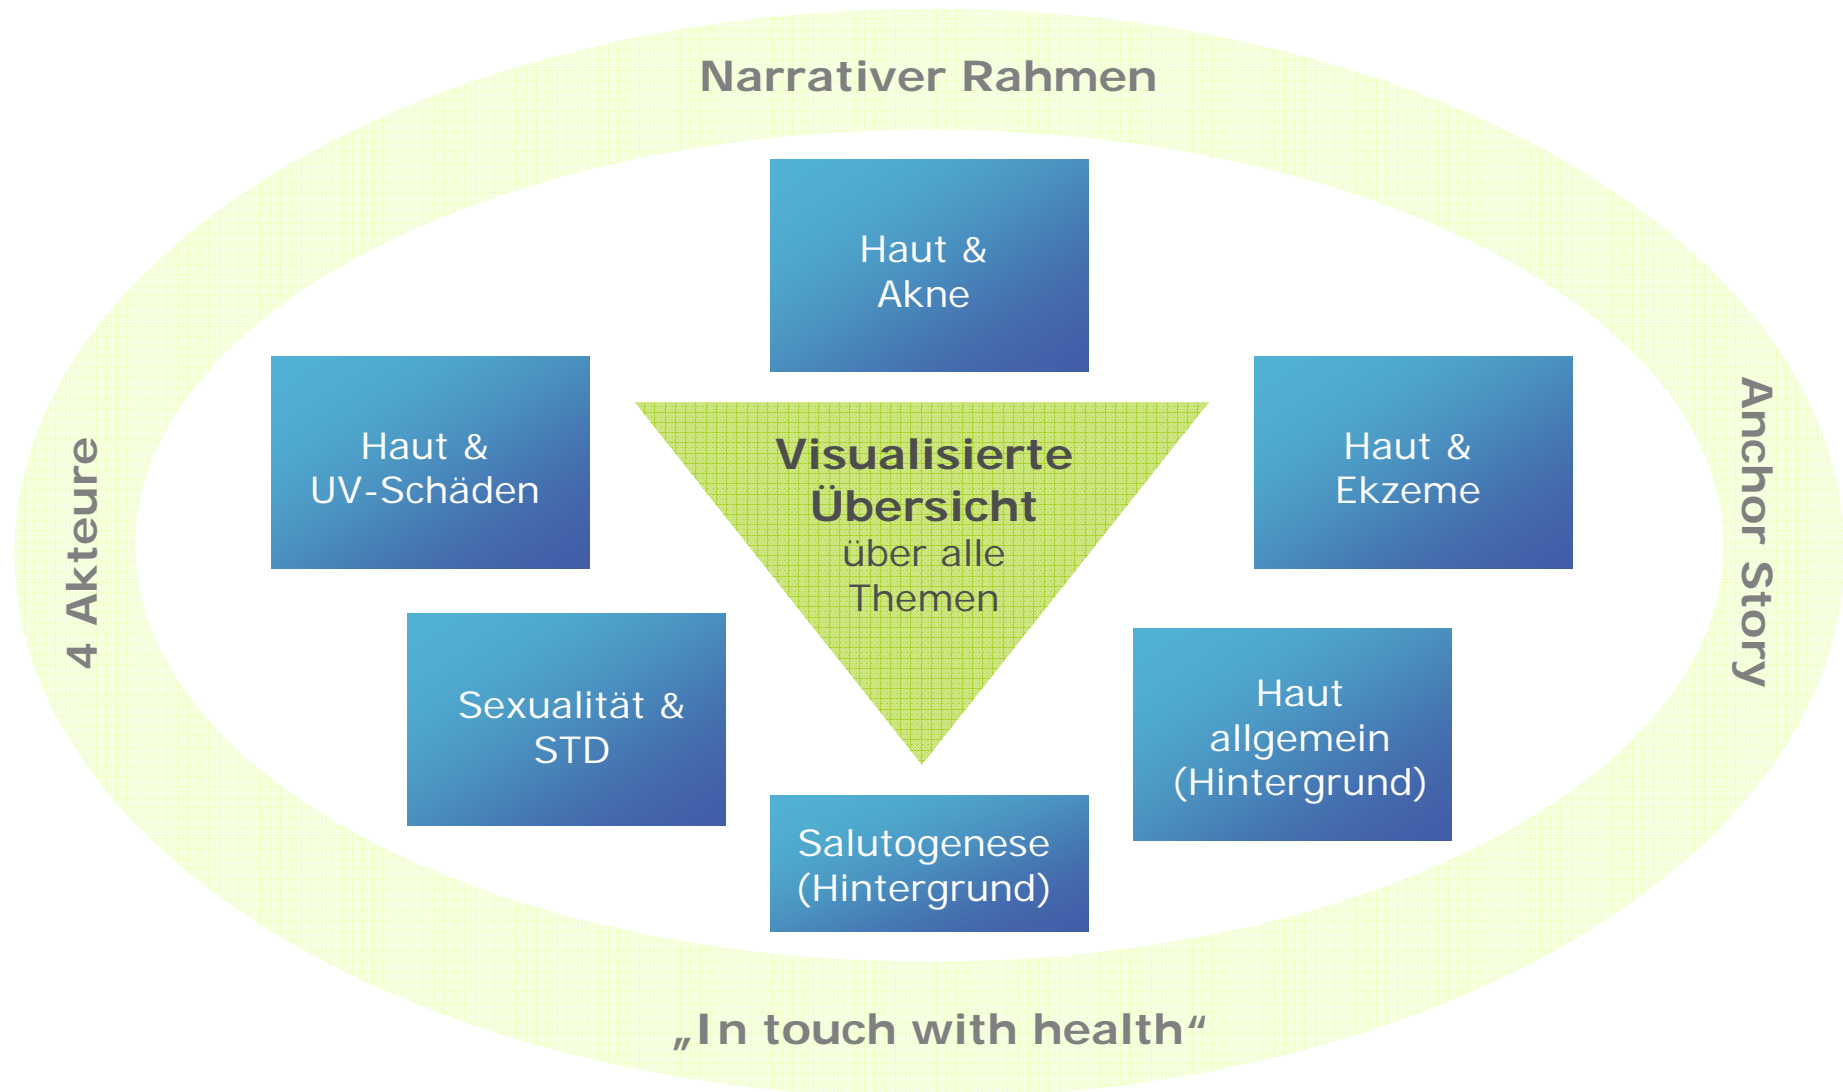 Narrativer Rahmen
Haut &
Akne
Haut &
UV-Schäden
Visualisierte
Übersicht
über alle
Themen
Haut &
Ekzeme
4 Akteure
Anchor Story
Sexualität &
STD
Haut
allgemein
(Hintergrund)
Salutogenese
(Hintergrund)
„In touch with health“